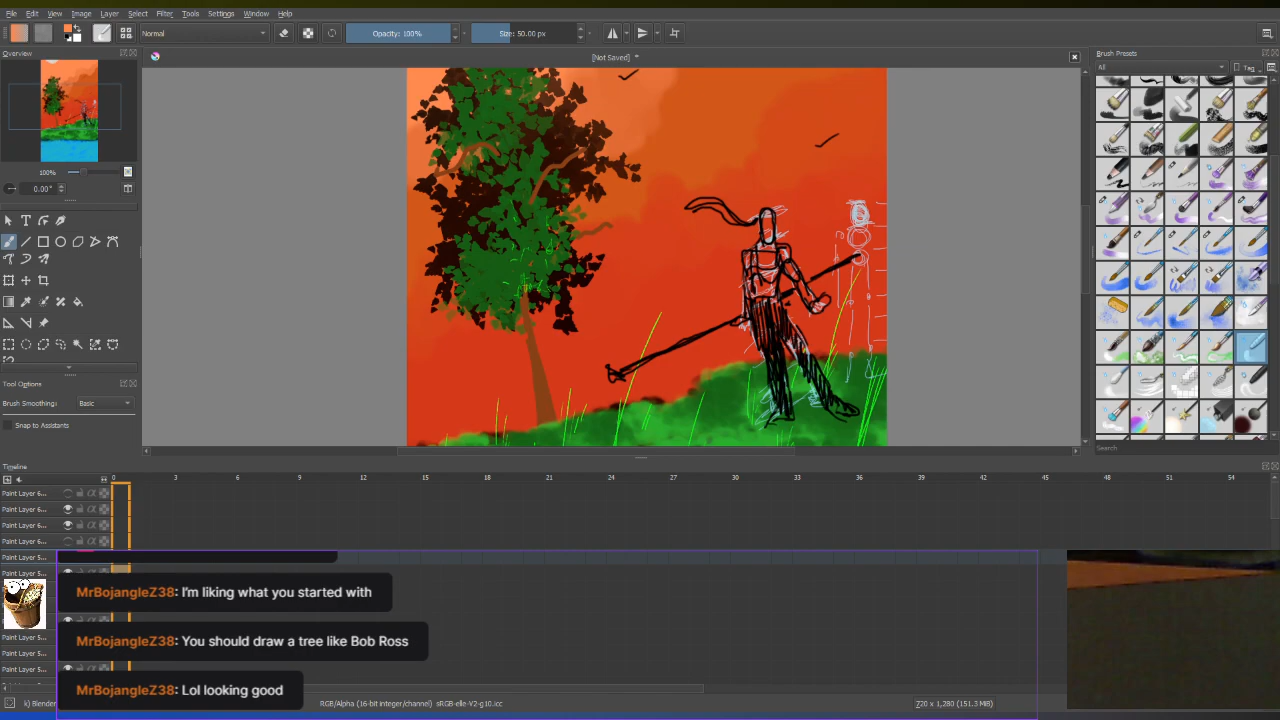 File Edit View Image Layer Select Filter Tools Settings Window Help
Normal Opacity: 100% Size: 50.00 px
Overview [Not Saved] Brush Presets
All Tag
100%
0.00°
Tool Options
Brush Smoothing: Basic
Snap to Assistants
Search
Timeline
0 3 6 9 12 15 18 21 24 27 30 33 36 39 42 45 48 51 54
Paint Layer 6...
Paint Layer 6...
Paint Layer 6...
Paint Layer 6...
Paint Layer 5...
Paint Layer 5...
MrBojangleZ38: I'm liking what you started with
Paint Layer 5...
MrBojangleZ38: You should draw a tree like Bob Ross
Paint Layer 5...
Paint Layer 5...
MrBojangleZ38: Lol looking good
k) Blender RGB/Alpha (16-bit integer/channel) sRGB-elle-V2-g10.icc 720 x 1,280 (151.3 MiB)